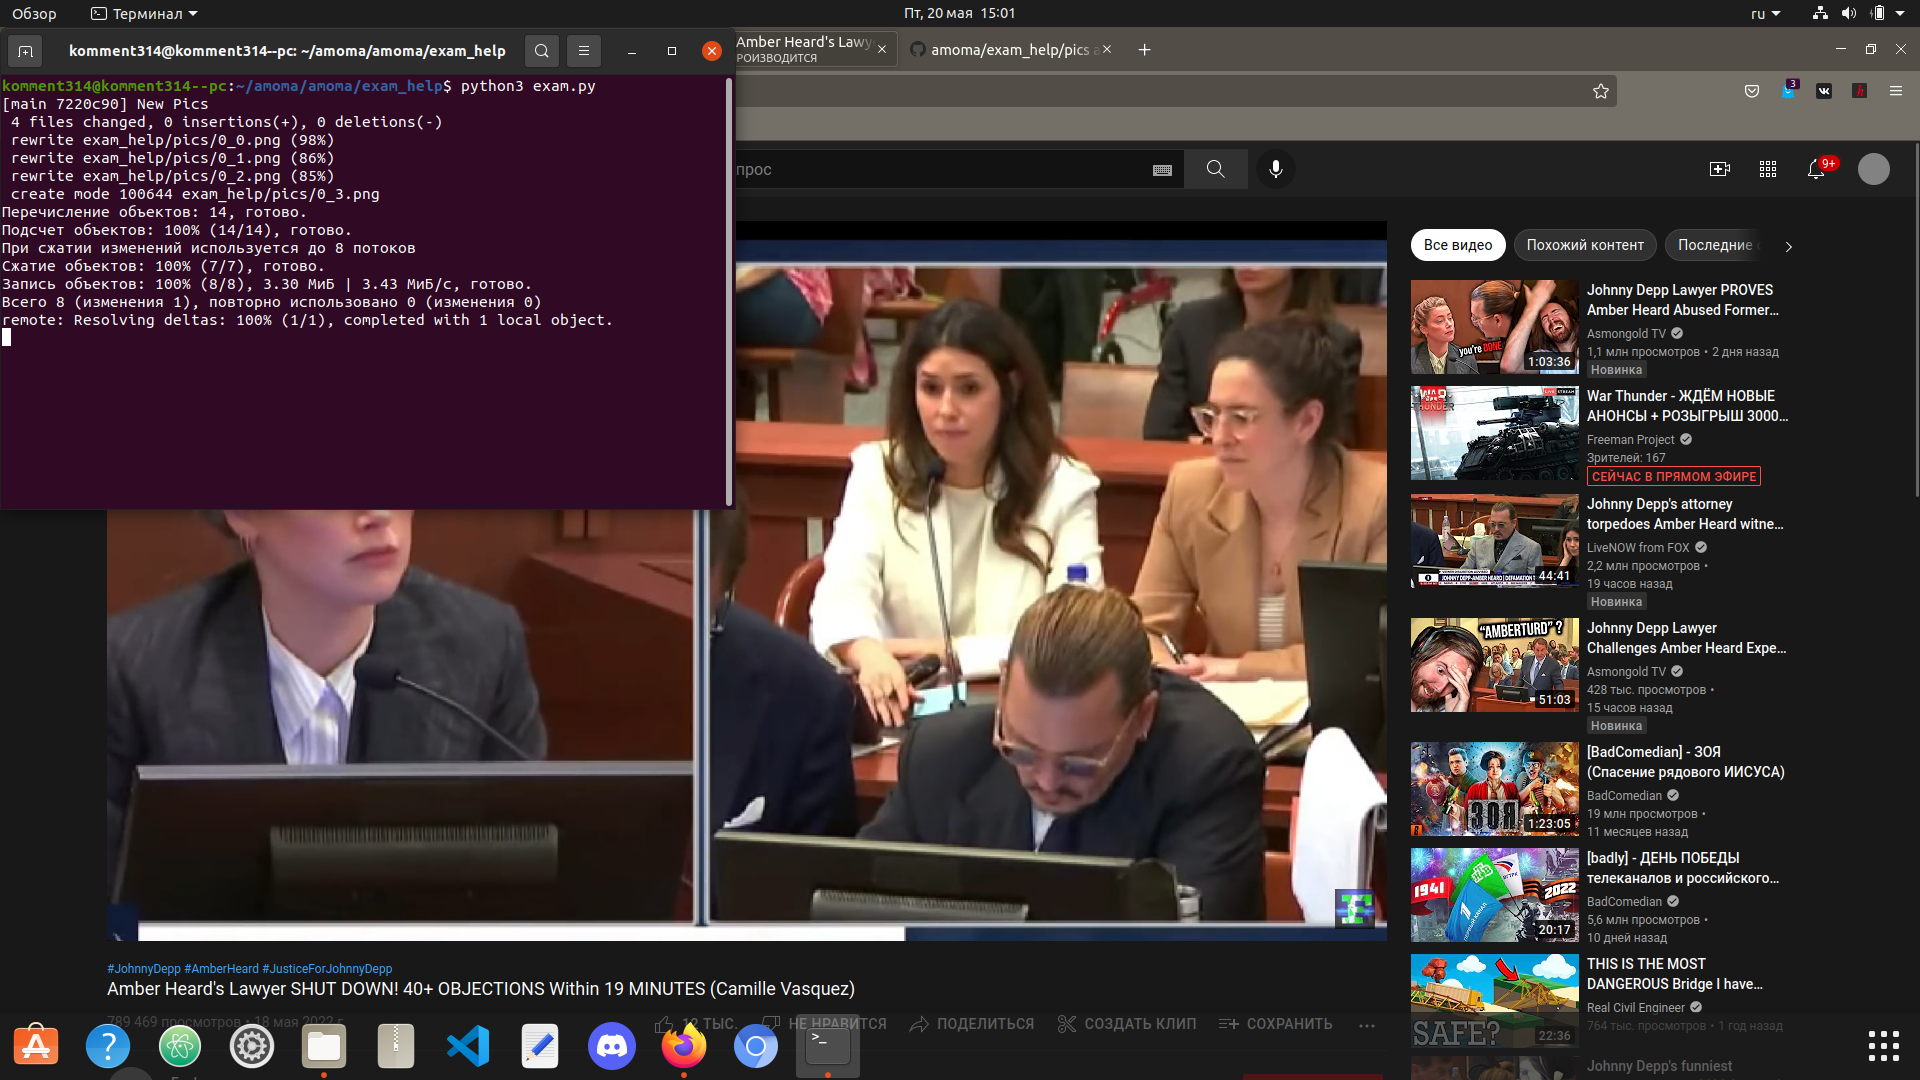 Обзор
Терминал
Пт, 20 мая 15:01
ru
komment314@komment314--pc: ~/amoma/amoma/exam_help
komment314@komment314--pc:~/amoma/amoma/exam_help$ python3 exam.py
[main 7220c90] New Pics
4 files changed, 0 insertions(+), 0 deletions(-)
rewrite exam_help/pics/0_0.png (98%)
rewrite exam_help/pics/0_1.png (86%)
rewrite exam_help/pics/0_2.png (85%)
create mode 100644 exam_help/pics/0_3.png
Перечисление объектов: 14, готово.
Подсчет объектов: 100% (14/14), готово.
При сжатии изменений используется до 8 потоков
Сжатие объектов: 100% (7/7), готово.
Запись объектов: 100% (8/8), 3.30 МиБ | 3.43 МиБ/с, готово.
Всего 8 (изменения 1), повторно использовано 0 (изменения 0)
remote: Resolving deltas: 100% (1/1), completed with 1 local object.
Amber Heard's Lawy
РОИЗВОДИТСЯ
amoma/exam_help/pics a
3
прос
9+
Все видео
Похожий контент
Последние
you're DONE
1:03:36
Johnny Depp Lawyer PROVES
Amber Heard Abused Former...
Asmongold TV
1,1 млн просмотров • 2 дня назад
Новинка
WAR
THUNDER
War Thunder - ЖДЁМ НОВЫЕ
АНОНСЫ + РОЗЫГРЫШ 3000...
Freeman Project
Зрителей: 167
СЕЙЧАС В ПРЯМОМ ЭФИРЕ
44:41
Johnny Depp's attorney
torpedoes Amber Heard witne...
LiveNOW from FOX
2,2 млн просмотров •
19 часов назад
Новинка
"AMBERTURD"?
51:03
Johnny Depp Lawyer
Challenges Amber Heard Expe...
Asmongold TV
428 тыс. просмотров •
15 часов назад
Новинка
ЗОЯ
1:23:05
[BadComedian] - ЗОЯ
(Спасение рядового ИИСУСА)
BadComedian
19 млн просмотров •
11 месяцев назад
1941
2022
20:17
[badly] - ДЕНЬ ПОБЕДЫ
телеканалов и российского...
BadComedian
5,6 млн просмотров •
10 дней назад
SAFE?
22:36
THIS IS THE MOST
DANGEROUS Bridge I have...
Real Civil Engineer
764 тыс. просмотров • 1 год назад
Johnny Depp's funniest
#JohnnyDepp #AmberHeard #JusticeForJohnnyDepp
Amber Heard's Lawyer SHUT DOWN! 40+ OBJECTIONS Within 19 MINUTES (Camille Vasquez)
789 469 просмотров • 18 мая 2022 г.
ТЫС.
НЕ НРАВИТСЯ
ПОДЕЛИТЬСЯ
СОЗДАТЬ КЛИП
СОХРАНИТЬ